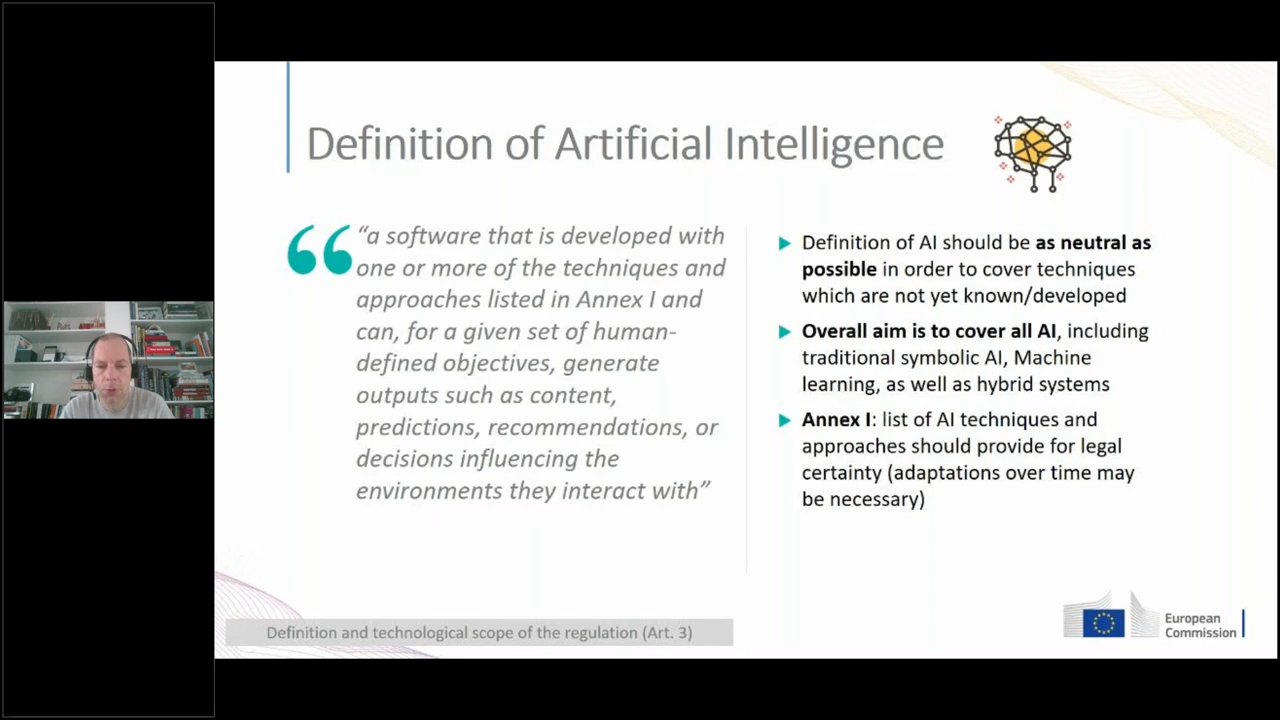 Definition of Artificial Intelligence
“a software that is developed with
one or more of the techniques and
approaches listed in Annex I and
can, for a given set of human-
defined objectives, generate
outputs such as content,
predictions, recommendations, or
decisions influencing the
environments they interact with”
Definition of AI should be as neutral as
possible in order to cover techniques
which are not yet known/developed
Overall aim is to cover all AI, including
traditional symbolic AI, Machine
learning, as well as hybrid systems
Annex I: list of AI techniques and
approaches should provide for legal
certainty (adaptations over time may
be necessary)
Definition and technological scope of the regulation (Art. 3)
European
Commission